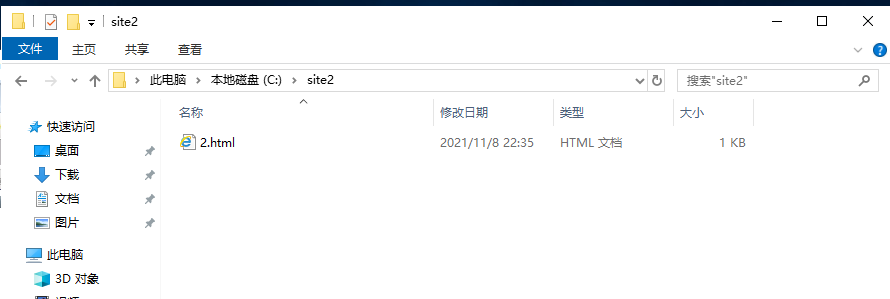 site2
文件 主页 共享 查看
此电脑 本地磁盘 (C:) site2 搜索"site2"
名称 修改日期 类型 大小
快速访问
2.html 2021/11/8 22:35 HTML 文档 1 KB
桌面
下载
文档
图片
此电脑
3D 对象